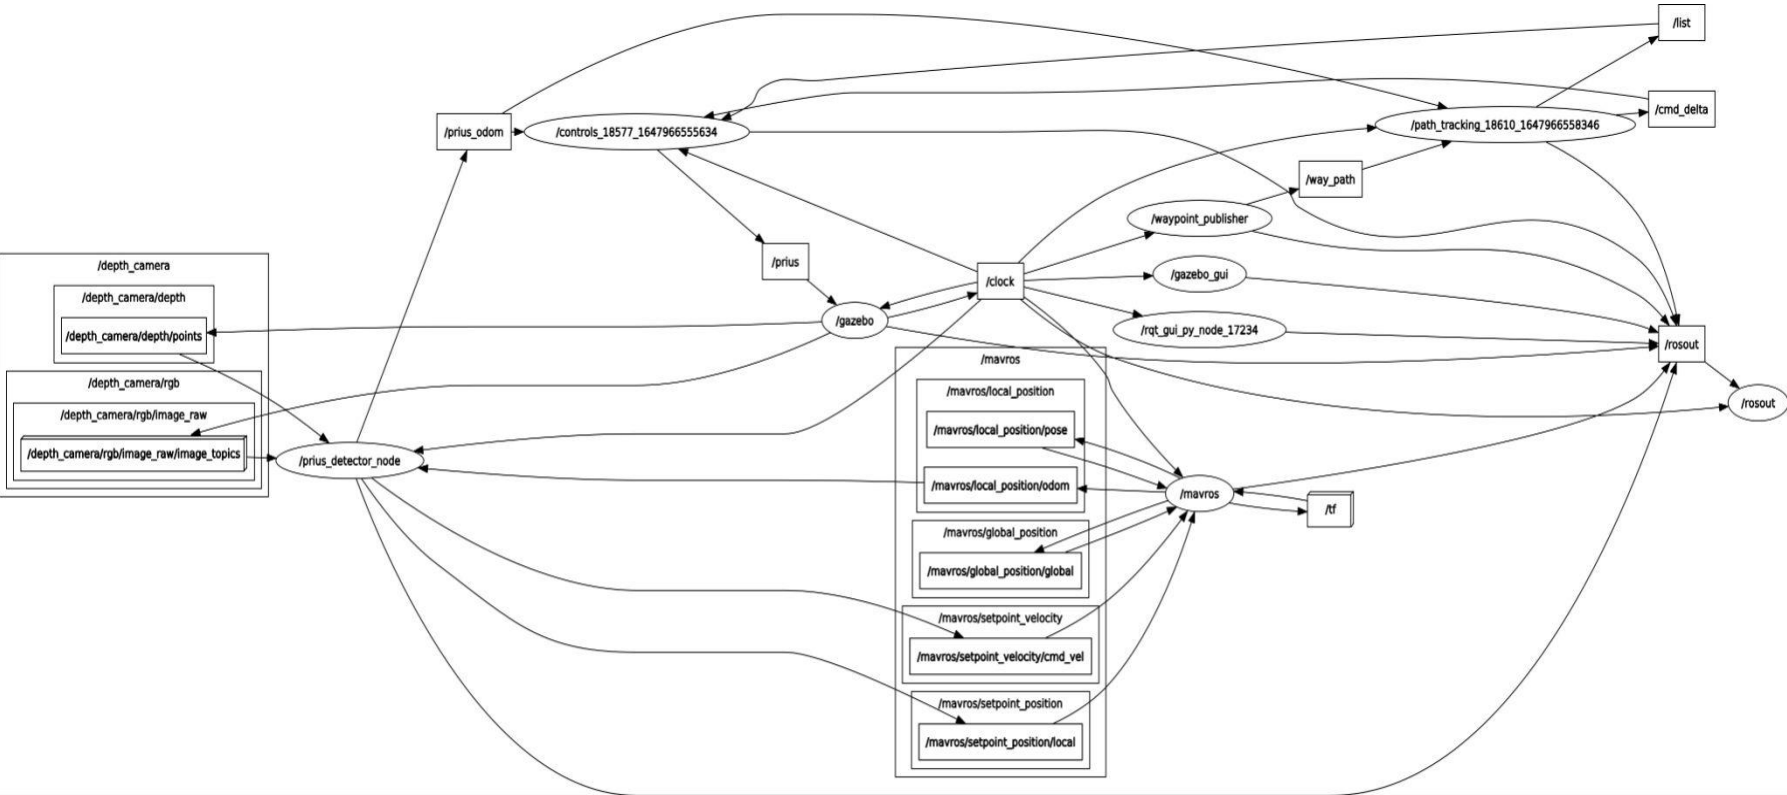 /list
/cmd_delta
/prius_odom
/controls_18577_1647966555634
/path_tracking_18610_1647966558346
/way_path
/waypoint_publisher
/depth_camera
/prius
/clock
/gazebo_gui
/depth_camera/depth
/depth_camera/depth/points
/gazebo
/rqt_gui_py_node_17234
/rosout
/mavros
/depth_camera/rgb
/mavros/local_position
/rosout
/depth_camera/rgb/image_raw
/mavros/local_position/pose
/depth_camera/rgb/image_raw/image_topics
/prius_detector_node
/mavros/local_position/odom
/mavros
/tf
/mavros/global_position
/mavros/global_position/global
/mavros/setpoint_velocity
/mavros/setpoint_velocity/cmd_vel
/mavros/setpoint_position
/mavros/setpoint_position/local